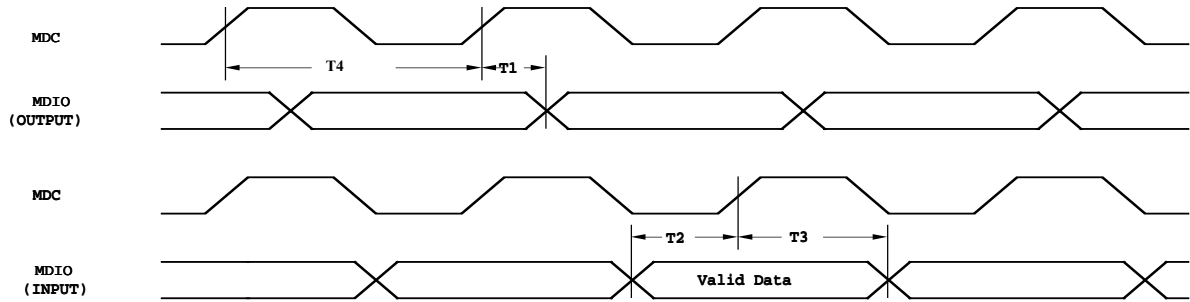 MDC
T4
T1
MDIO
(OUTPUT)
MDC
T2
T3
MDIO
(INPUT)
Valid Data